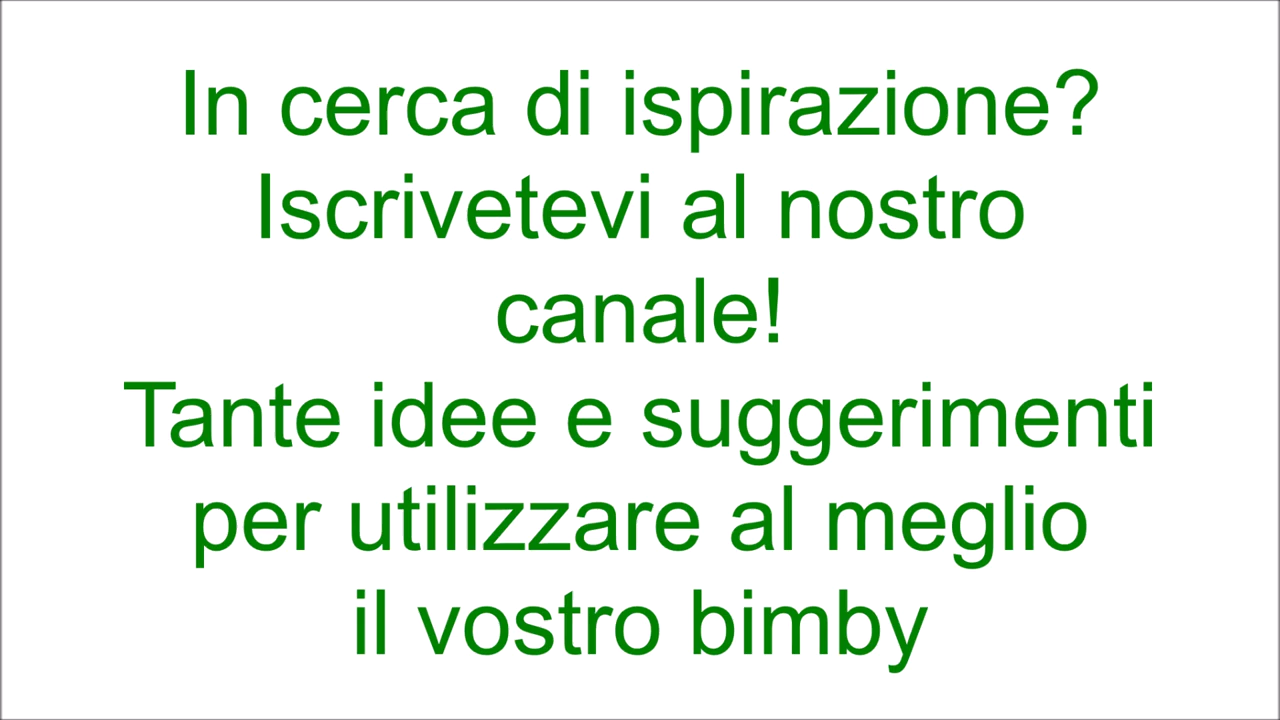 In cerca di ispirazione?
Iscrivetevi al nostro
canale!
Tante idee e suggerimenti
per utilizzare al meglio
il vostro bimby